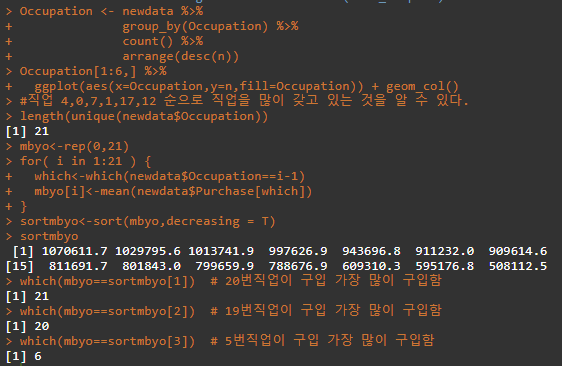 > Occupation <- newdata %>%
+              group_by(Occupation) %>%
+              count() %>%
+              arrange(desc(n))
> Occupation[1:6,] %>%
+   ggplot(aes(x=Occupation,y=n,fill=Occupation)) + geom_col()
> #직업 4,0,7,1,17,12 순으로 직업을 많이 갖고 있는 것을 알 수 있다.
> length(unique(newdata$Occupation))
[1] 21
> mbyo<-rep(0,21)
> for( i in 1:21 ) {
+   which<-which(newdata$Occupation==i-1)
+   mbyo[i]<-mean(newdata$Purchase[which])
+ }
> sortmbyo<-sort(mbyo,decreasing = T)
> sortmbyo
 [1] 1070611.7 1029795.6 1013741.9  997626.9  943696.8  911232.0  909614.6
[15]  811691.7  801843.0  799659.9  788676.9  609310.3  595176.8  508112.5
> which(mbyo==sortmbyo[1])  # 20번직업이 구입 가장 많이 구입함
[1] 21
> which(mbyo==sortmbyo[2])  # 19번직업이 구입 가장 많이 구입함
[1] 20
> which(mbyo==sortmbyo[3])  # 5번직업이 구입 가장 많이 구입함
[1] 6